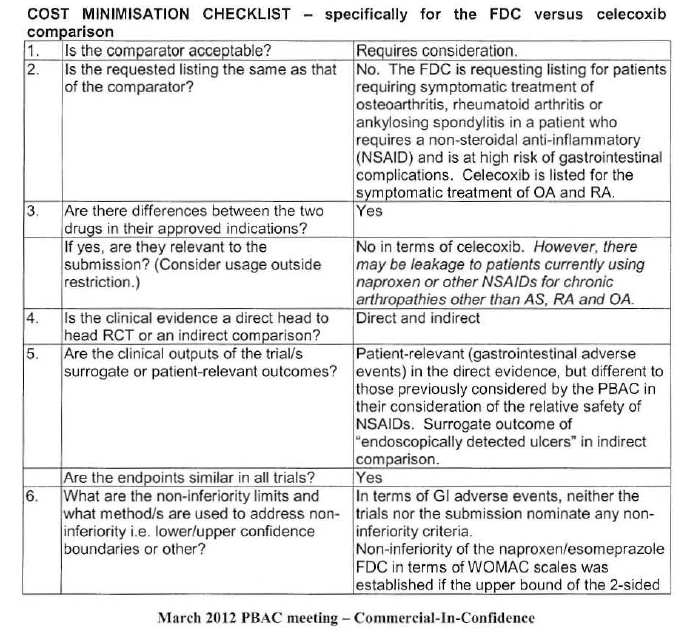 COST MINIMISATION CHECKLIST – specifically for the FDC versus celecoxib
comparison
1. Is the comparator acceptable? Requires consideration.
2. Is the requested listing the same as that No. The FDC is requesting listing for patients
of the comparator? requiring symptomatic treatment of
osteoarthritis, rheumatoid arthritis or
ankylosing spondylitis in a patient who
requires a non-steroidal anti-inflammatory
(NSAID) and is at high risk of gastrointestinal
complications. Celecoxib is listed for the
symptomatic treatment of OA and RA.
3. Are there differences between the two Yes
drugs in their approved indications?
If yes, are they relevant to the No in terms of celecoxib. However, there
submission? (Consider usage outside may be leakage to patients currently using
restriction.) naproxen or other NSAIDs for chronic
arthropathies other than AS, RA and OA.
4. Is the clinical evidence a direct head to Direct and indirect
head RCT or an indirect comparison?
5. Are the clinical outputs of the trial/s Patient-relevant (gastrointestinal adverse
surrogate or patient-relevant outcomes? events) in the direct evidence, but different to
those previously considered by the PBAC in
their consideration of the relative safety of
NSAIDs. Surrogate outcome of
"endoscopically detected ulcers" in indirect
comparison.
Are the endpoints similar in all trials? Yes
6. What are the non-inferiority limits and In terms of GI adverse events, neither the
what method/s are used to address non- trials nor the submission nominate any non-
inferiority i.e. lower/upper confidence inferiority criteria.
boundaries or other? Non-inferiority of the naproxen/esomeprazole
FDC in terms of WOMAC scales was
established if the upper bound of the 2-sided
March 2012 PBAC meeting – Commercial-In-Confidence